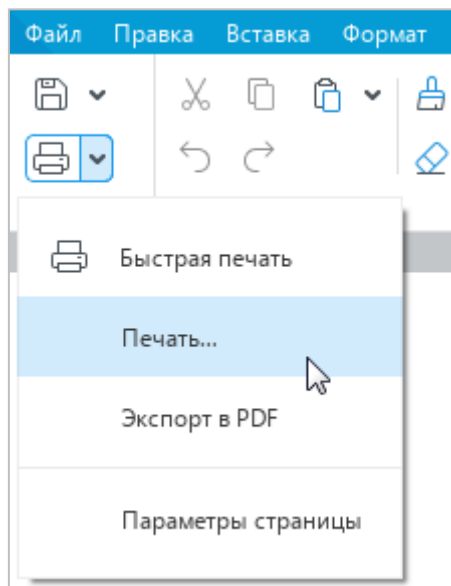 Файл Правка Вставка Формат
Быстрая печать
Печать...
Экспорт в PDF
Параметры страницы